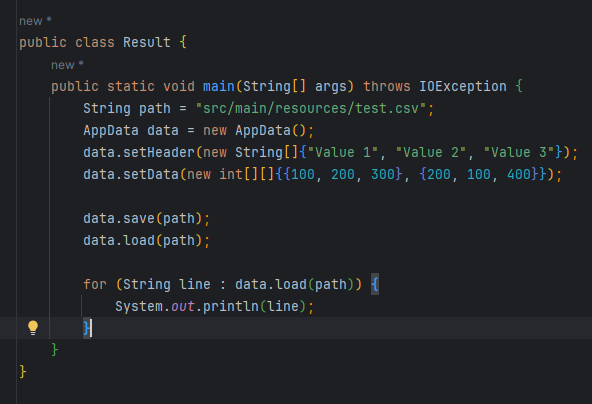 new *
public class Result {
new *
public static void main(String[] args) throws IOException {
String path = "src/main/resources/test.csv";
AppData data = new AppData();
data.setHeader(new String[]{"Value 1", "Value 2", "Value 3"});
data.setData(new int[][]{{100, 200, 300}, {200, 100, 400}});
data.save(path);
data.load(path);
for (String line : data.load(path)) {
System.out.println(line);
}
}
}